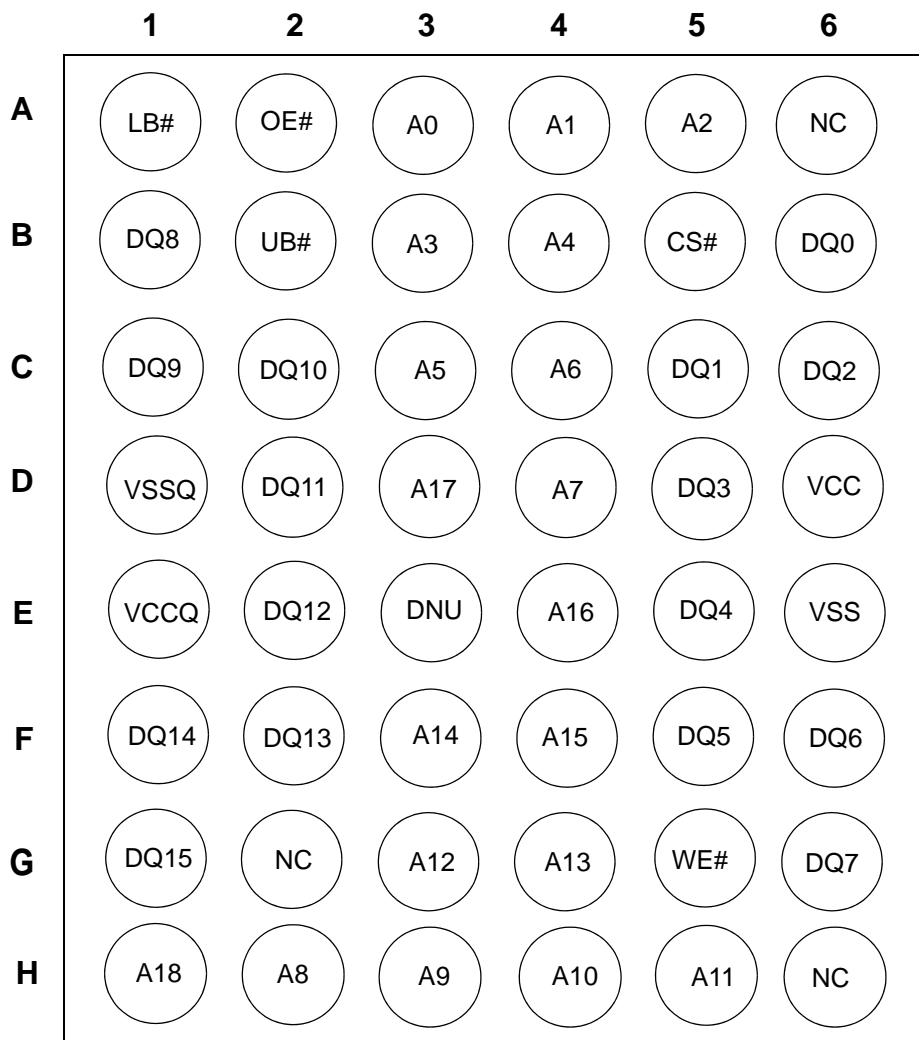 1 2 3 4 5 6
A LB# OE# A0 A1 A2 NC
B DQ8 UB# A3 A4 CS# DQ0
C DQ9 DQ10 A5 A6 DQ1 DQ2
D VSSQ DQ11 A17 A7 DQ3 VCC
E VCCQ DQ12 DNU A16 DQ4 VSS
F DQ14 DQ13 A14 A15 DQ5 DQ6
G DQ15 NC A12 A13 WE# DQ7
H A18 A8 A9 A10 A11 NC